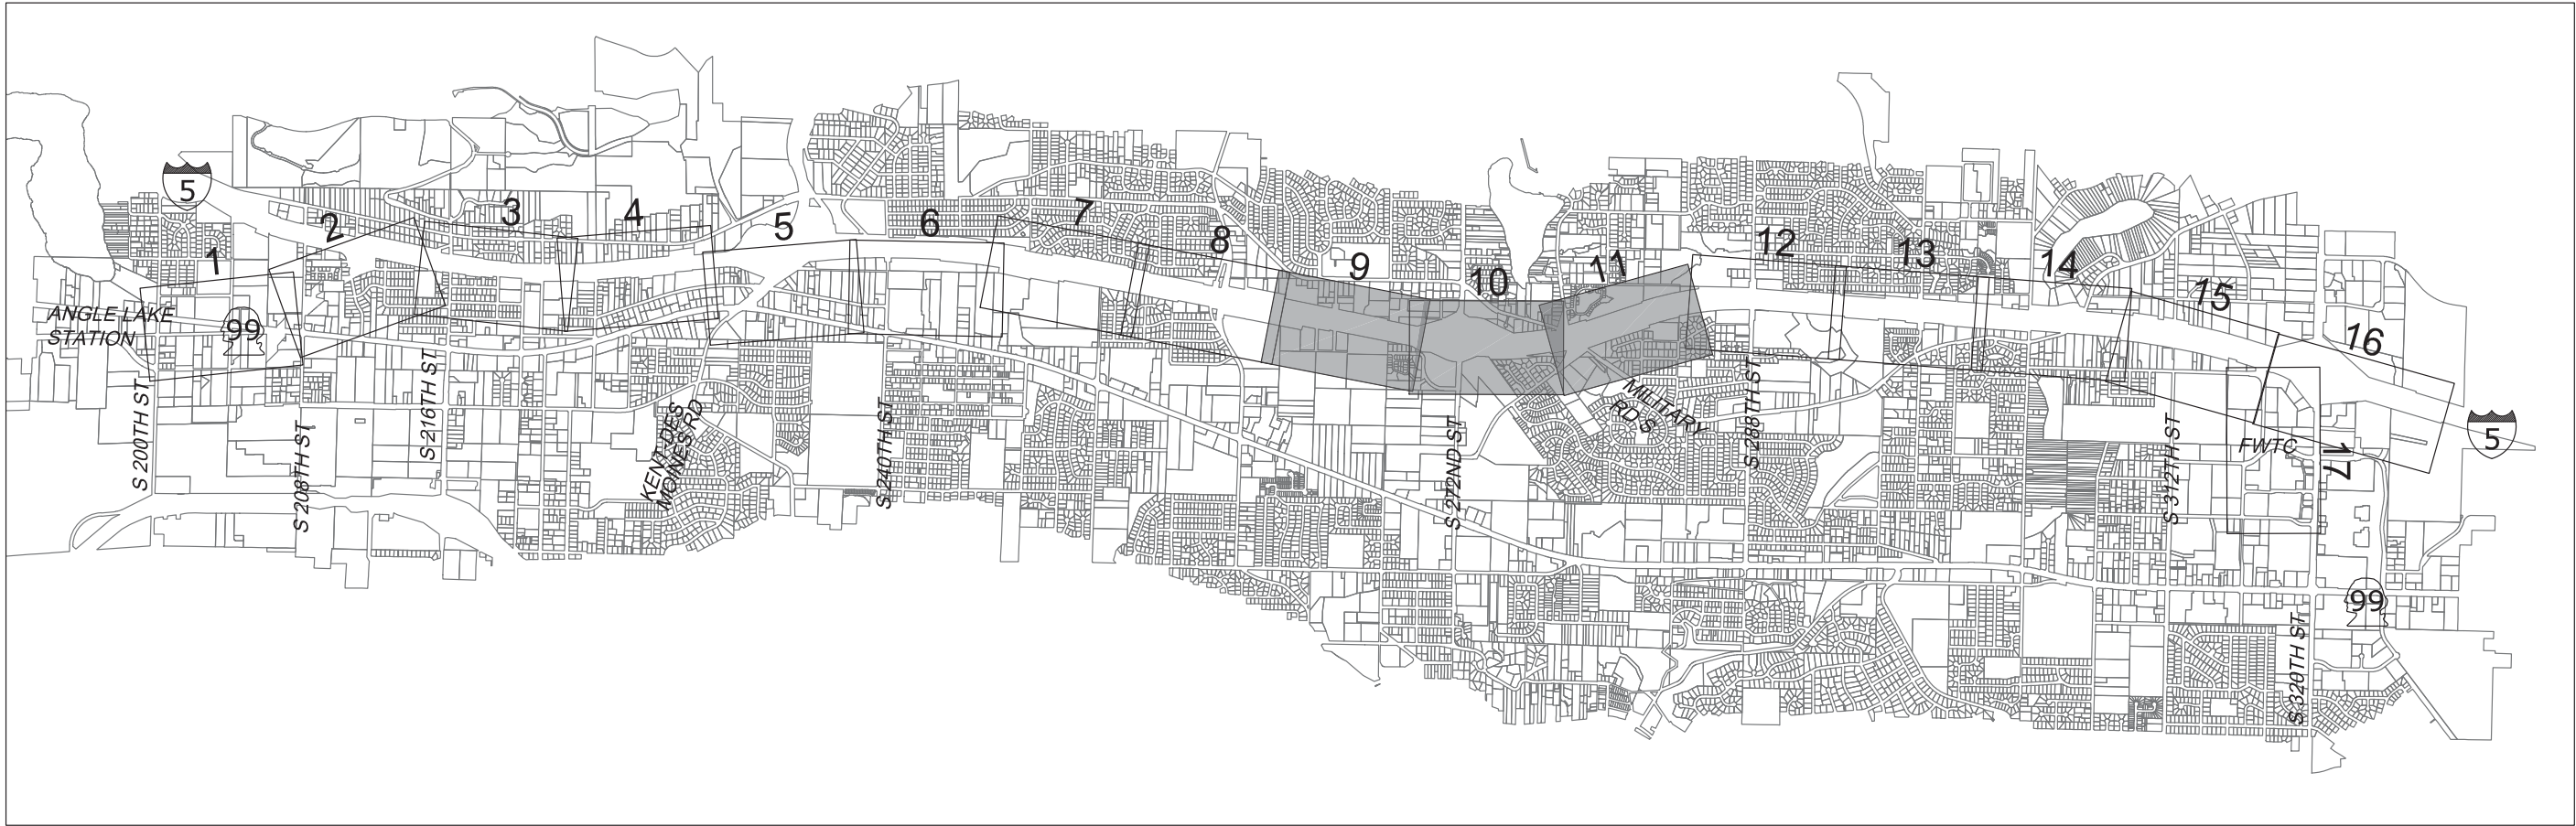 5
1
2
3
4
5
6
7
8
9
10
11
12
13
14
15
16
17
ANGLE LAKE
STATION
99
S 200TH ST
S 208TH ST
S 216TH ST
KENT-DES
MOINES RD
S 240TH ST
S 272ND ST
MILITARY
RD S
S 288TH ST
S 312TH ST
FWTC
5
99
S 320TH ST